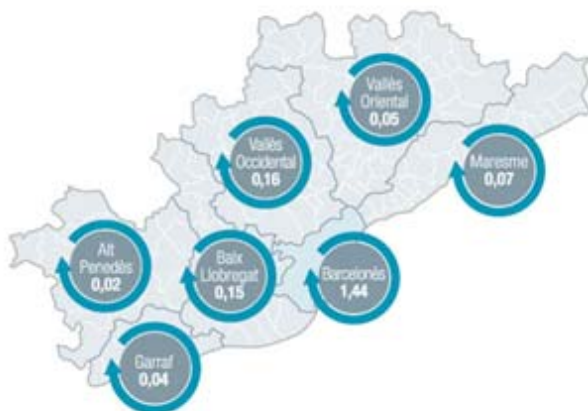 Vallès
Oriental
0,05
Vallès
Occidental
0,16
Maresme
0,07
Alt
Penedès
0,02
Baix
Llobregat
0,15
Barcelonès
1,44
Garraf
0,04